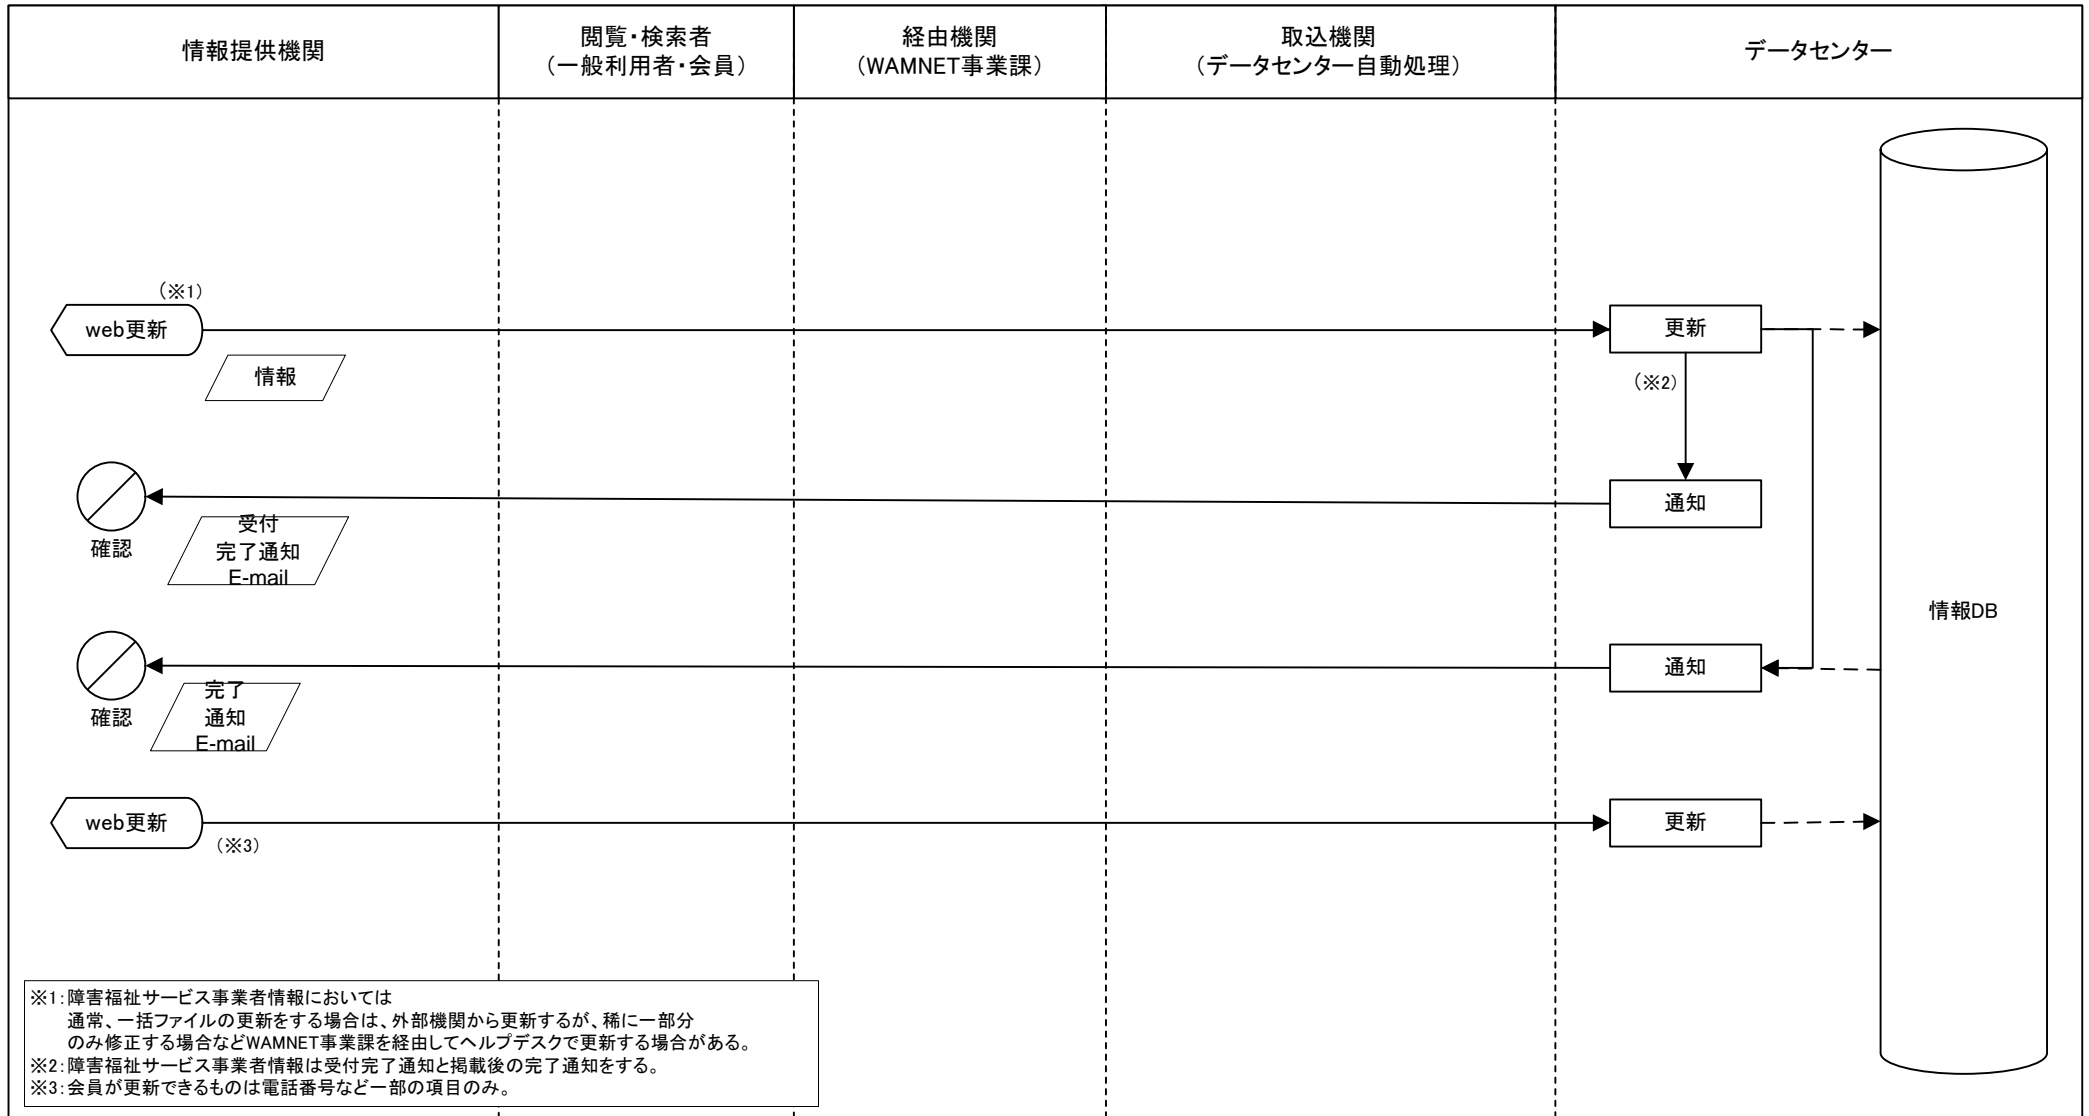 情報提供機関
閲覧・検索者
（一般利用者・会員）
経由機関
（WAMNET事業課）
取込機関
（データセンター自動処理）
データセンター
（※1）
web更新
更新
情報
（※2）
通知
確認
受付
完了通知
E-mail
情報DB
通知
確認
完了
通知
E-mail
web更新
更新
（※3）
※1：障害福祉サービス事業者情報においては
通常、一括ファイルの更新をする場合は、外部機関から更新するが、稀に一部分
のみ修正する場合などWAMNET事業課を経由してヘルプデスクで更新する場合がある。
※2：障害福祉サービス事業者情報は受付完了通知と掲載後の完了通知をする。
※3：会員が更新できるものは電話番号など一部の項目のみ。